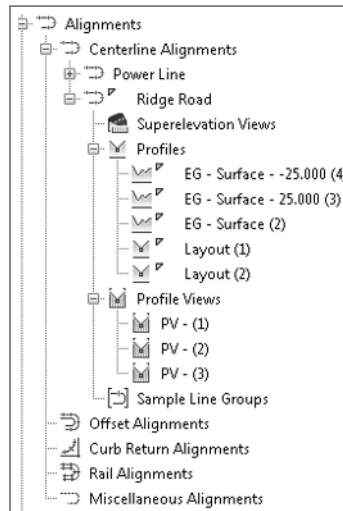 Alignments
Centerline Alignments
Power Line
Ridge Road
Superelevation Views
Profiles
EG - Surface - -25.000 (4
EG - Surface - 25.000 (3)
EG - Surface (2)
Layout (1)
Layout (2)
Profile Views
PV - (1)
PV - (2)
PV - (3)
Sample Line Groups
Offset Alignments
Curb Return Alignments
Rail Alignments
Miscellaneous Alignments